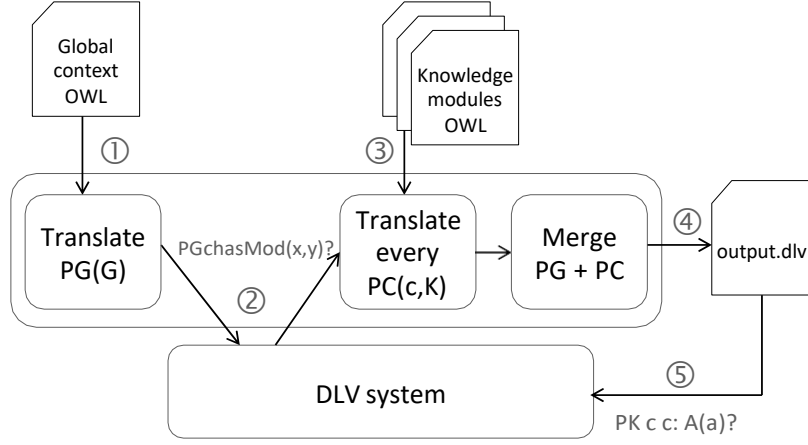 Global
context
OWL
Knowledge
modules
OWL
①
③
Translate
PG(G)
PGchasMod(x,y)?
Translate
every
PC(c,K)
Merge
PG + PC
④
output.dlv
②
DLV system
⑤
PK c c: A(a)?